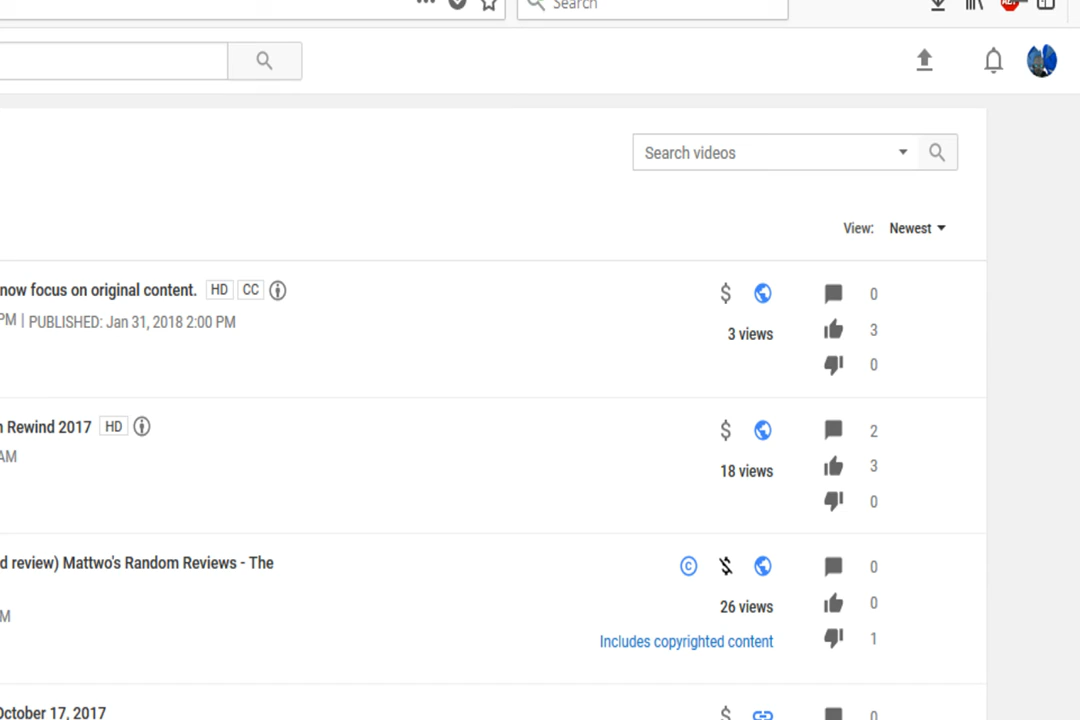 Search
Search videos
View: Newest
now focus on original content. HD CC
PM | PUBLISHED: Jan 31, 2018 2:00 PM
$
3 views
0
3
0
n Rewind 2017 HD
AM
$
18 views
2
3
0
d review) Mattwo's Random Reviews - The
M
©
$
26 views
Includes copyrighted content
0
0
1
October 17, 2017
$
0